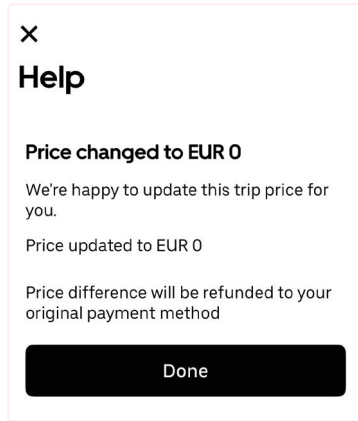 Help
Price changed to EUR 0
We're happy to update this trip price for
you.
Price updated to EUR 0
Price difference will be refunded to your
original payment method
Done